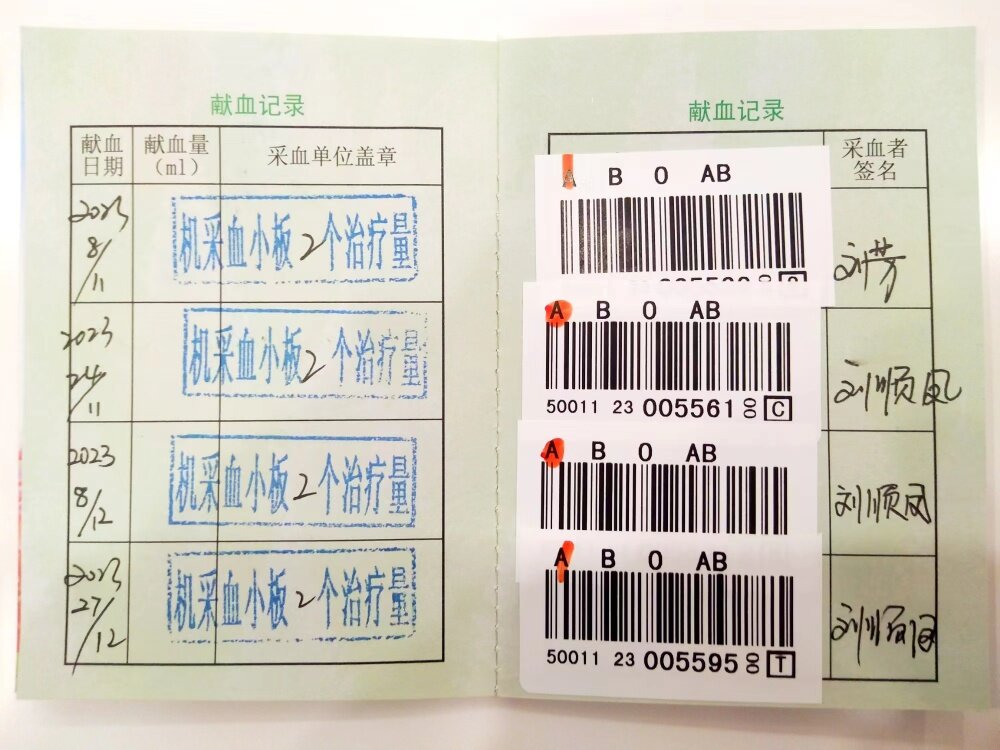 献血记录
献血
日期
献血量
（ml）
采血单位盖章
2023
8/11
机采血小板2个治疗量
2023
24/11
机采血小板2个治疗量
2023
8/12
机采血小板2个治疗量
2023
27/12
机采血小板2个治疗量
献血记录
采血者
签名
A B O AB
刘芳
A B O AB
50011 23 005561 00 C
刘顺凤
A B O AB
刘顺凤
A B O AB
50011 23 005595 00 T
刘顺凤